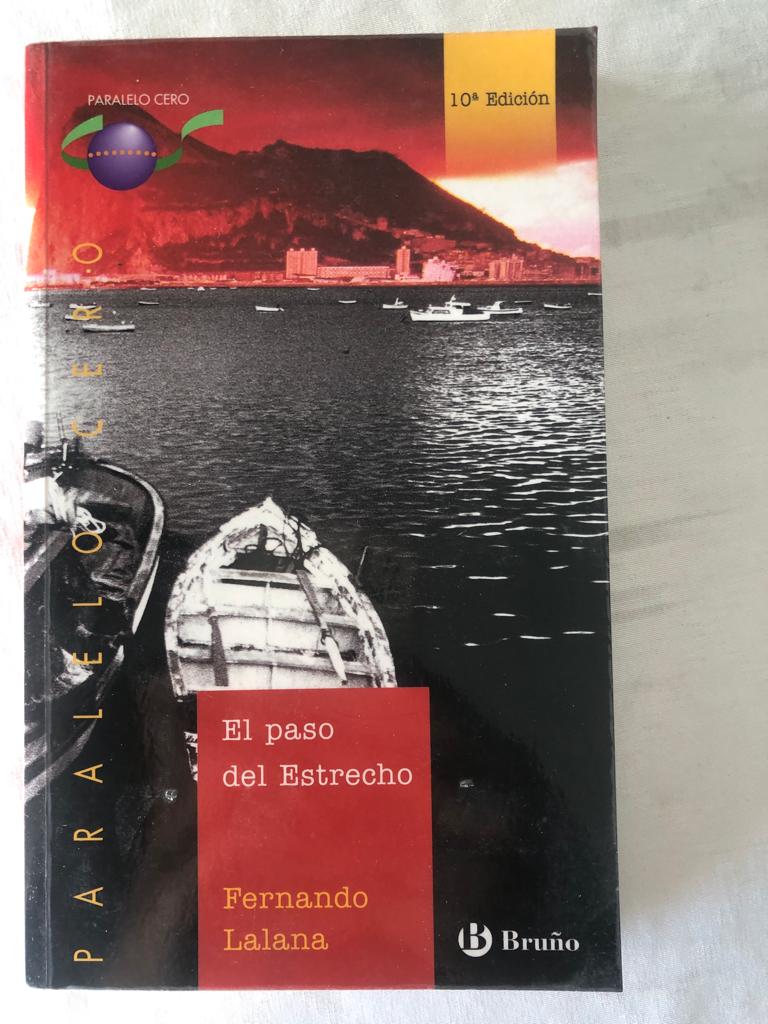 PARALELO CERO
10ª Edición
PARALELO CERO
El paso
del Estrecho
Fernando
Lalana
B Bruño